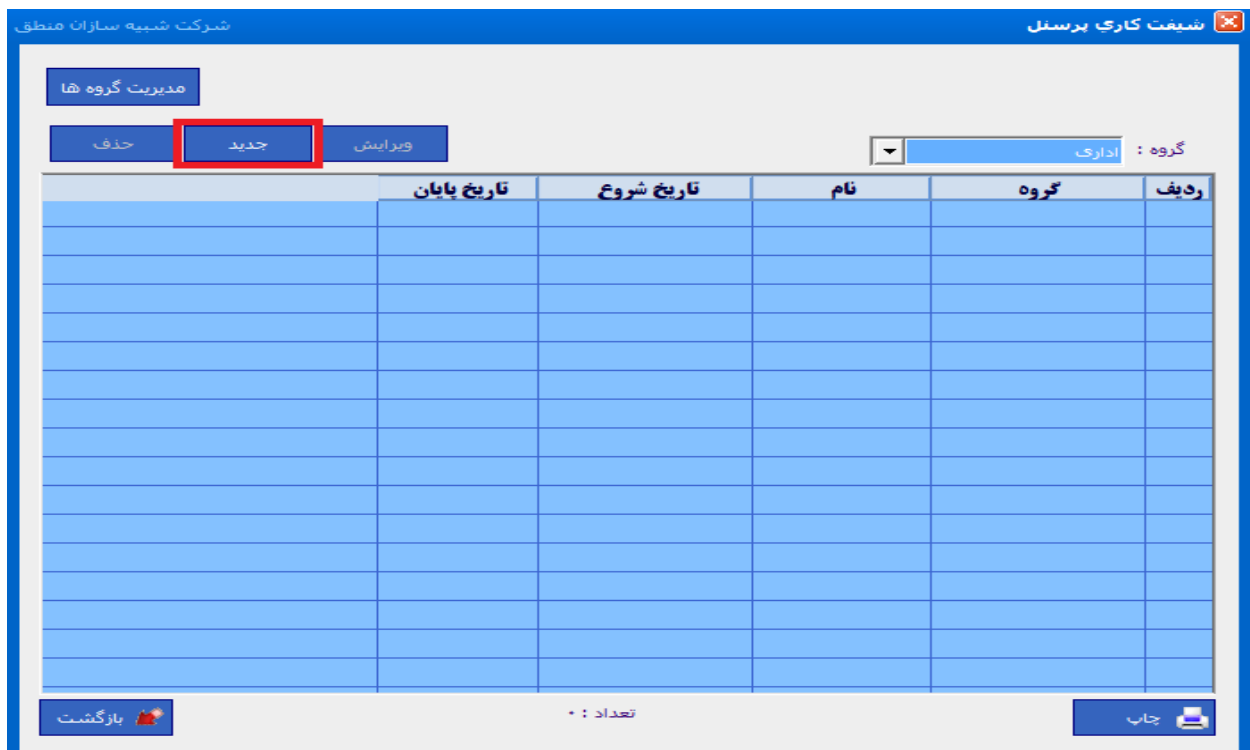 شیفت کاري پرسنل
شرکت شبیه سازان منطق
مدیریت گروه ها
گروه : اداری
ویرایش جدید حذف
ردیف گروه نام تاریخ شروع تاریخ پایان
چاپ تعداد : ۰ بازگشت